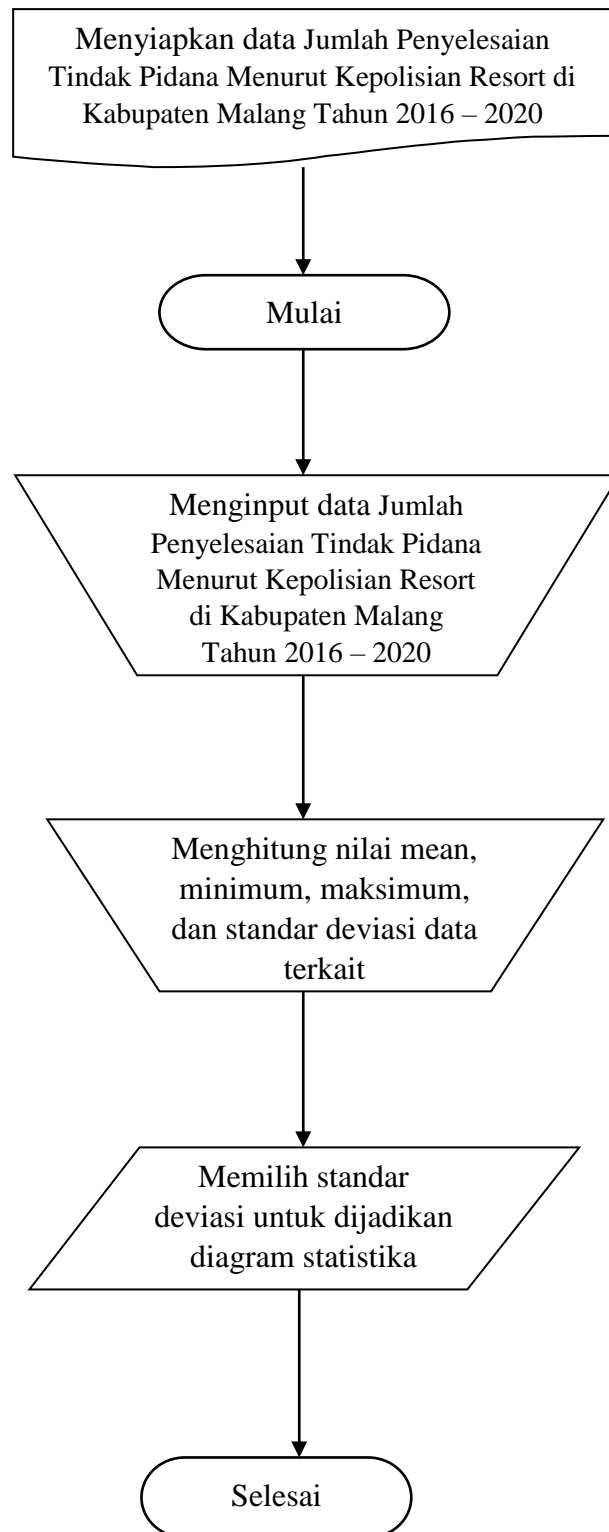 Menyiapkan data Jumlah Penyelesaian
Tindak Pidana Menurut Kepolisian Resort di
Kabupaten Malang Tahun 2016 – 2020
Mulai
Menginput data Jumlah
Penyelesaian Tindak Pidana
Menurut Kepolisian Resort
di Kabupaten Malang
Tahun 2016 – 2020
Menghitung nilai mean,
minimum, maksimum,
dan standar deviasi data
terkait
Memilih standar
deviasi untuk dijadikan
diagram statistika
Selesai